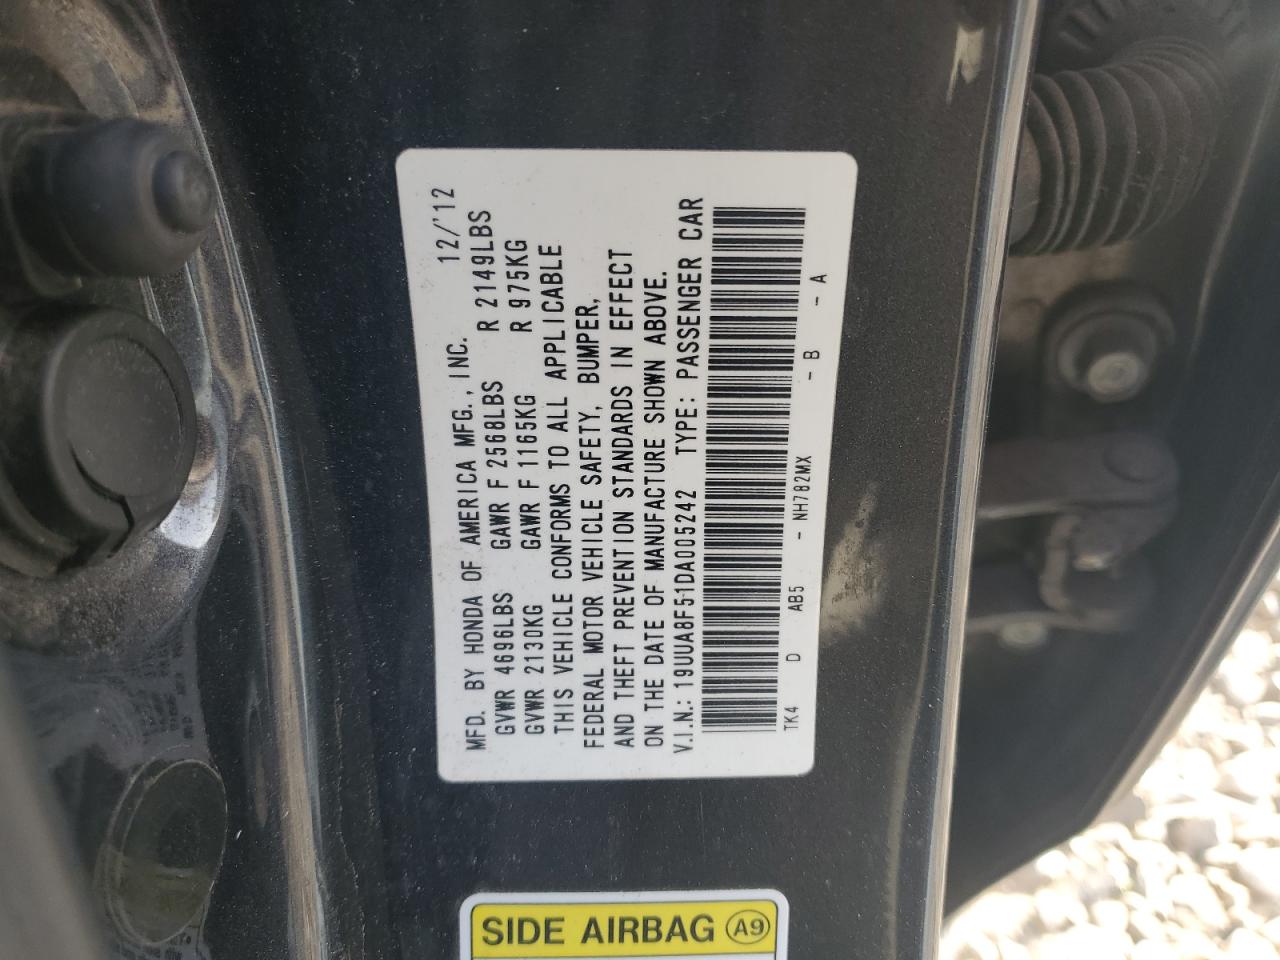 MFD. BY HONDA OF AMERICA MFG., INC. 12/'12
GVWR 4696LBS GAWR F 2568LBS R 2149LBS
GVWR 2130KG GAWR F 1165KG R 975KG
THIS VEHICLE CONFORMS TO ALL APPLICABLE
FEDERAL MOTOR VEHICLE SAFETY, BUMPER,
AND THEFT PREVENTION STANDARDS IN EFFECT
ON THE DATE OF MANUFACTURE SHOWN ABOVE.
V.I.N.: 19UUA8F51DA005242 TYPE: PASSENGER CAR
TK4 D AB5 - NH782MX - B - A
SIDE AIRBAG A9